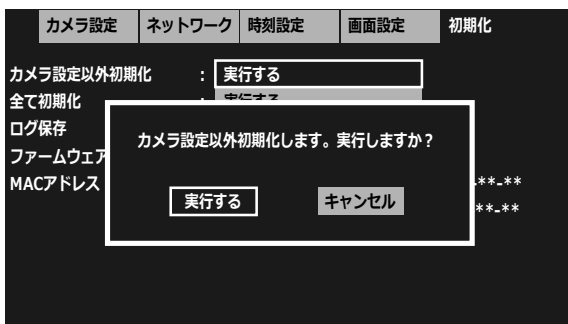 カメラ設定 ネットワーク 時刻設定 画面設定 初期化
カメラ設定以外初期化 : 実行する
全て初期化 : 実行する
ログ保存
ファームウェア
MACアドレス -**-**
**-**
カメラ設定以外初期化します。実行しますか？
実行する キャンセル